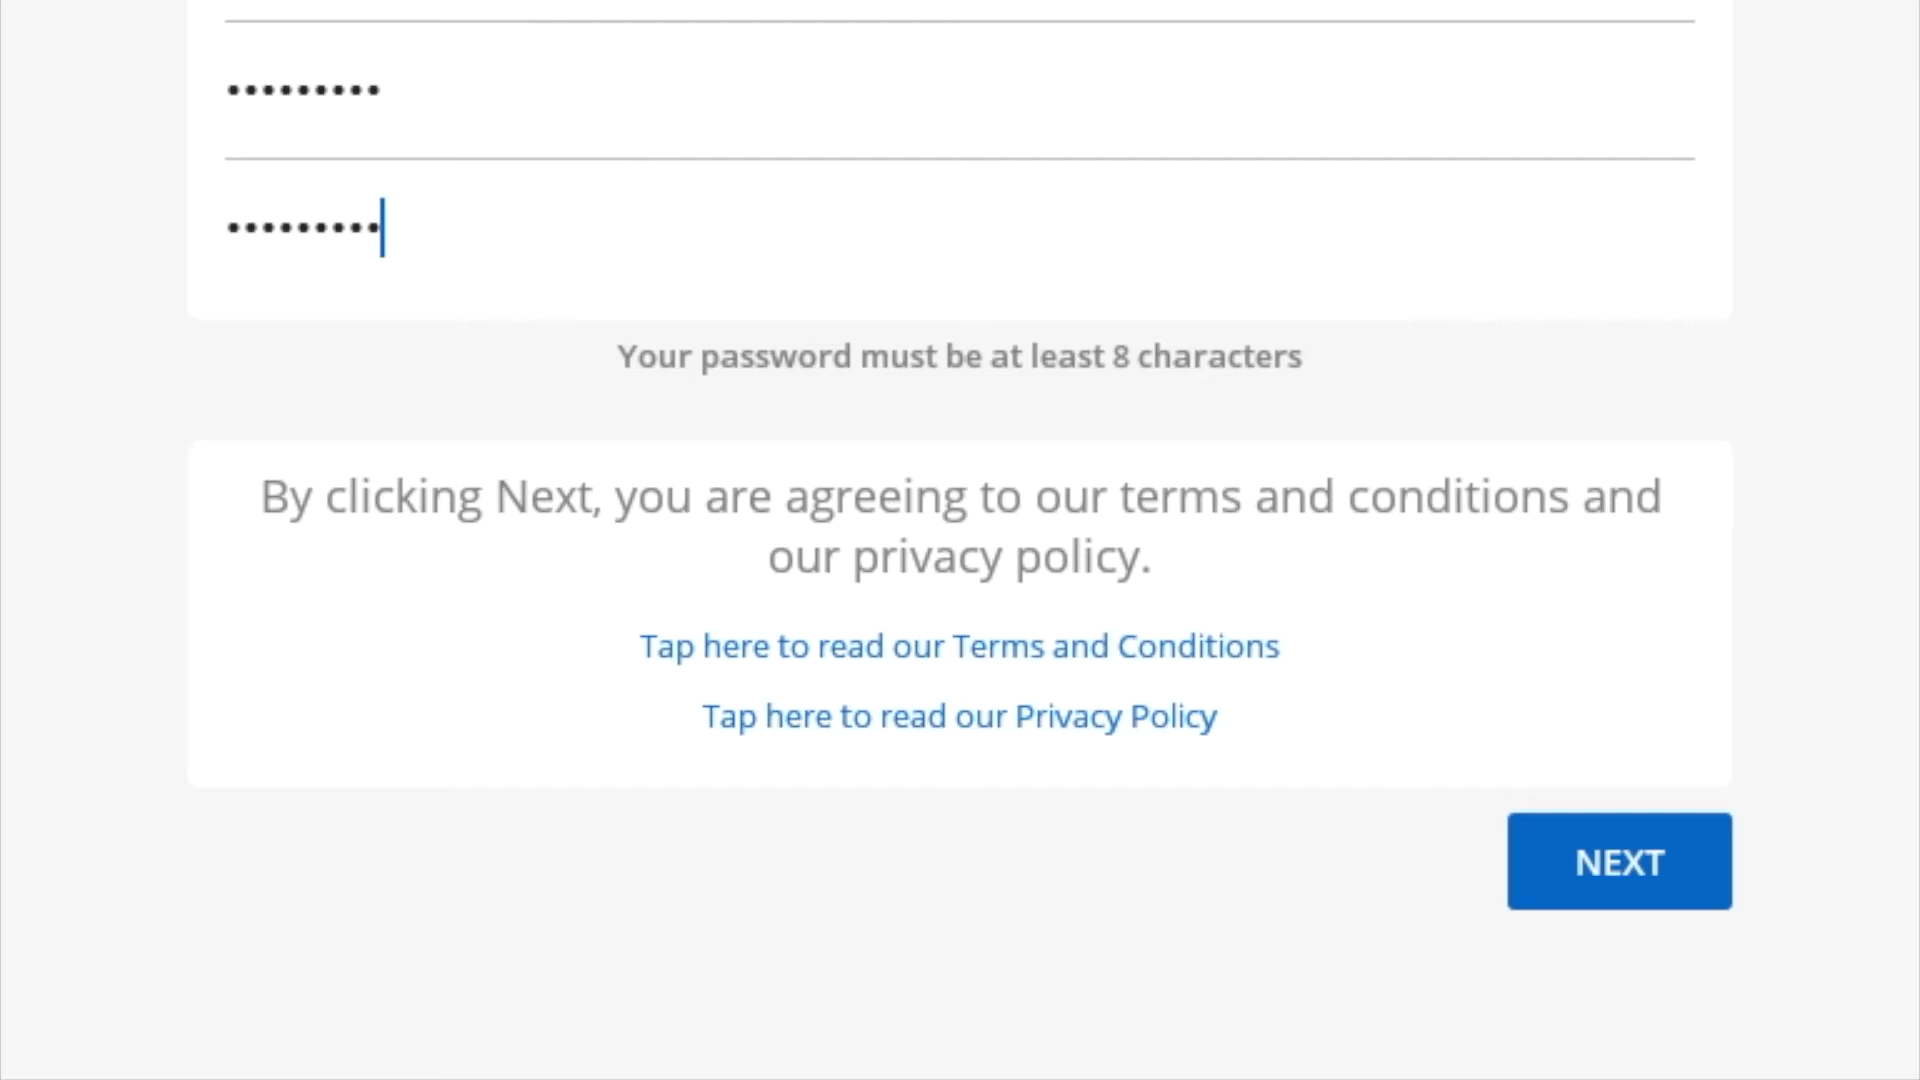 •••••••••
•••••••••
Your password must be at least 8 characters
By clicking Next, you are agreeing to our terms and conditions and
our privacy policy.
Tap here to read our Terms and Conditions
Tap here to read our Privacy Policy
NEXT